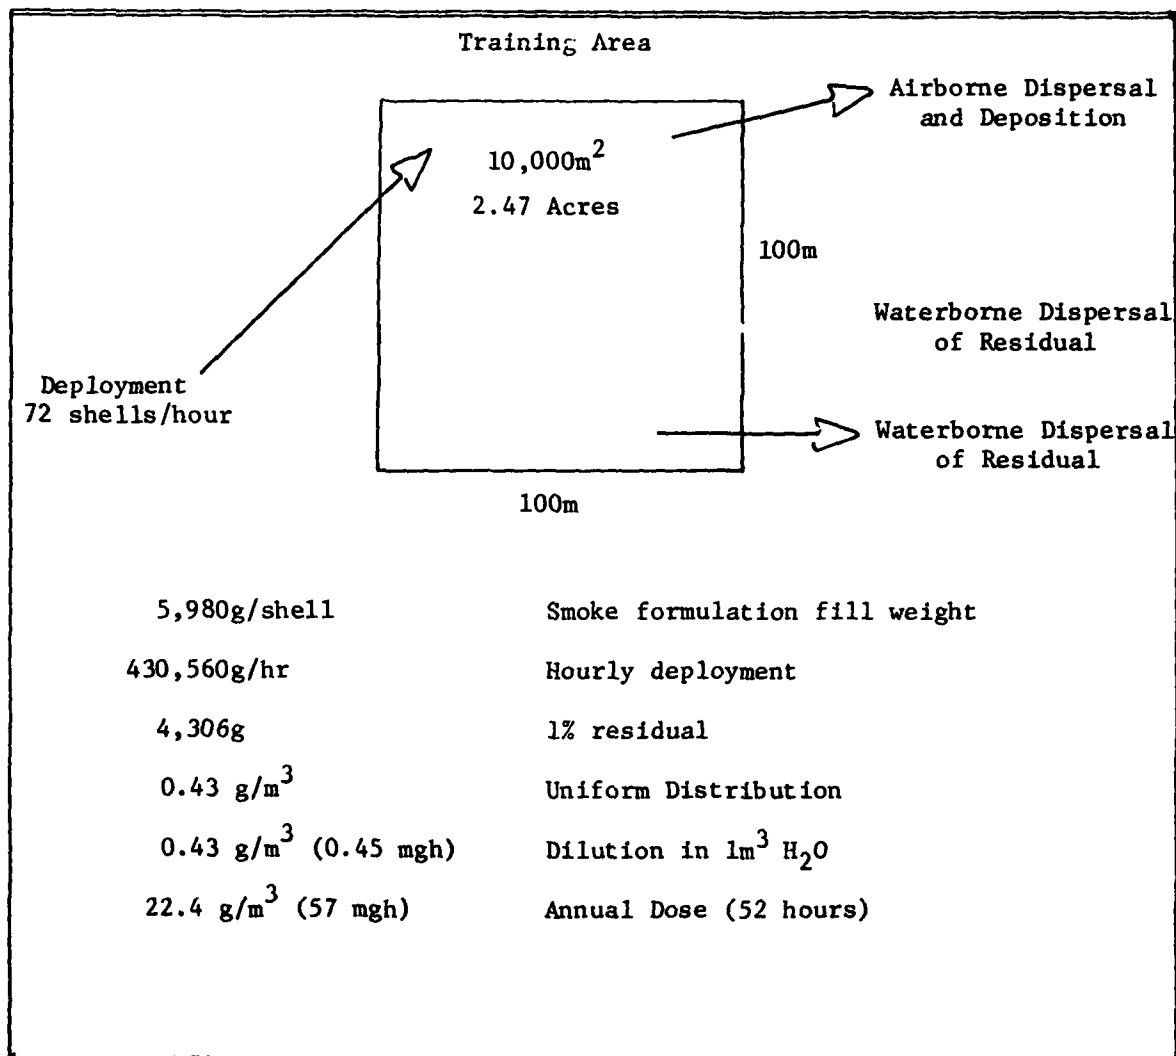 Training Area
Airborne Dispersal
and Deposition
10,000m²
2.47 Acres
100m
Waterborne Dispersal
of Residual
Deployment
72 shells/hour
Waterborne Dispersal
of Residual
100m
5,980g/shell Smoke formulation fill weight
430,560g/hr Hourly deployment
4,306g 1% residual
0.43 g/m³ Uniform Distribution
0.43 g/m³ (0.45 mgh) Dilution in 1m³ H₂O
22.4 g/m³ (57 mgh) Annual Dose (52 hours)